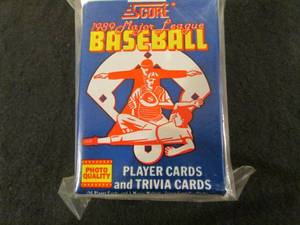 SCORE
1989 Major League
BASEBALL
PHOTO
QUALITY
PLAYER CARDS
and TRIVIA CARDS